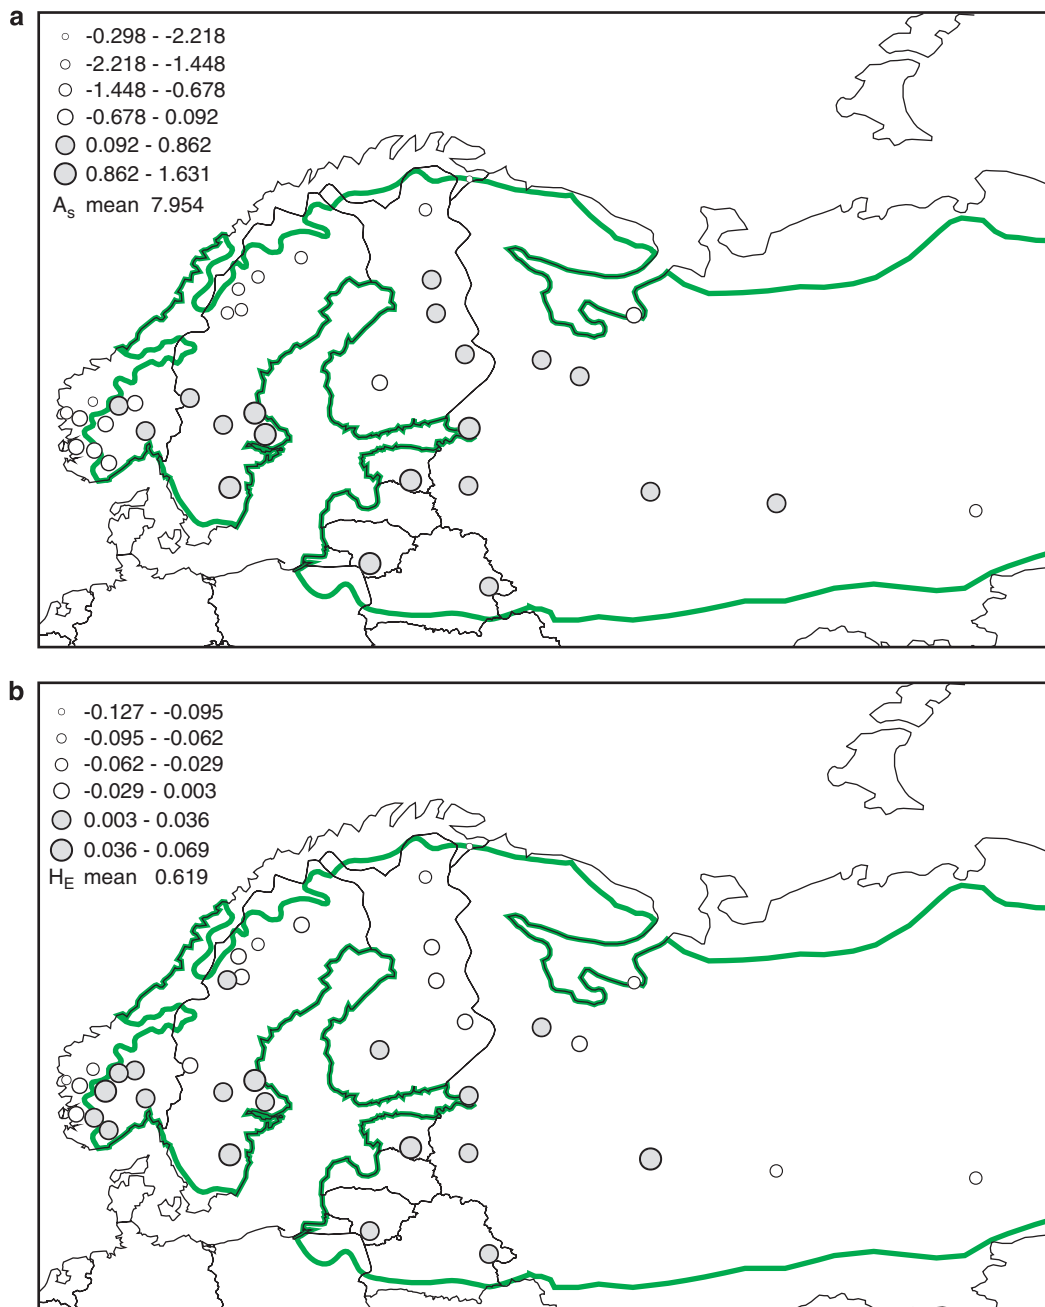 a
-0.298 - -2.218
-2.218 - -1.448
-1.448 - -0.678
-0.678 - 0.092
0.092 - 0.862
0.862 - 1.631
As mean 7.954
b
-0.127 - -0.095
-0.095 - -0.062
-0.062 - -0.029
-0.029 - 0.003
0.003 - 0.036
0.036 - 0.069
HE mean 0.619